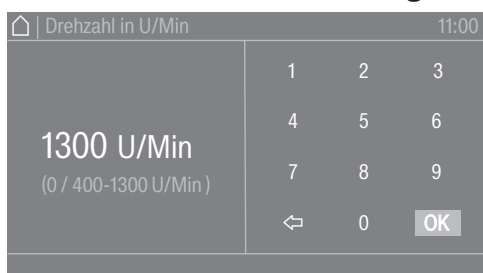 Drehzahl in U/Min 11:00
1300 U/Min
(0 / 400-1300 U/Min)
1 2 3
4 5 6
7 8 9
0 OK